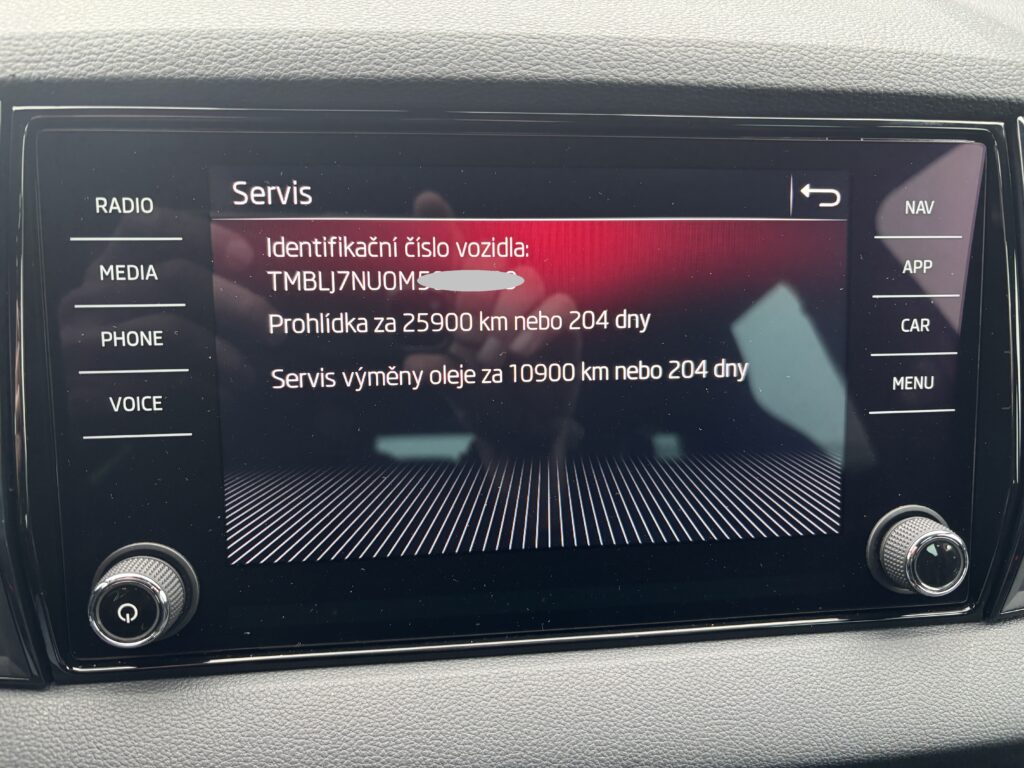 Servis
RADIO
MEDIA
PHONE
VOICE
Identifikační číslo vozidla:
Prohlídka za 25900 km nebo 204 dny
Servis výměny oleje za 10900 km nebo 204 dny
NAV
APP
CAR
MENU